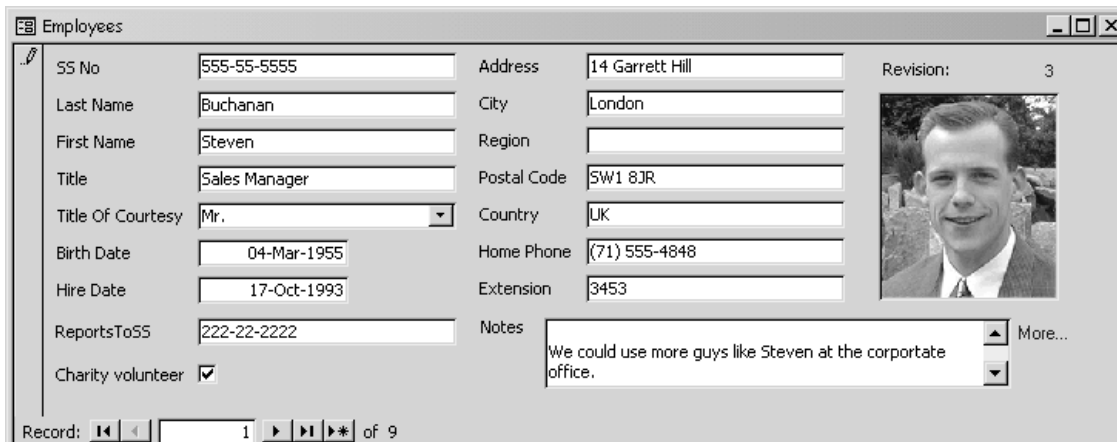 Employees
SS No 555-55-5555
Last Name Buchanan
First Name Steven
Title Sales Manager
Title Of Courtesy Mr.
Birth Date 04-Mar-1955
Hire Date 17-Oct-1993
ReportsToSS 222-22-2222
Charity volunteer
Address 14 Garrett Hill
City London
Region
Postal Code SW1 8JR
Country UK
Home Phone (71) 555-4848
Extension 3453
Notes
We could use more guys like Steven at the corportate
office.
More...
Revision: 3
Record: 1 of 9